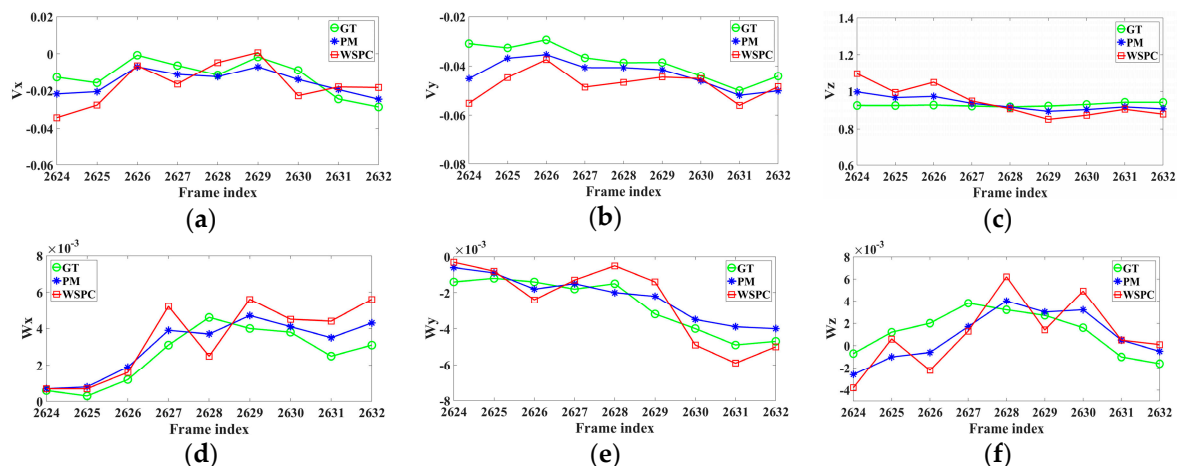 0.02
0
-0.02
-0.04
-0.06
Vx
GT
PM
WSPC
2624 2625 2626 2627 2628 2629 2630 2631 2632
Frame index
(a)
-0.02
-0.04
-0.06
-0.08
Vy
GT
PM
WSPC
2624 2625 2626 2627 2628 2629 2630 2631 2632
Frame index
(b)
1.4
1.2
1
0.8
0.6
Vz
GT
PM
WSPC
2624 2625 2626 2627 2628 2629 2630 2631 2632
Frame index
(c)
×10⁻³
8
6
4
2
0
Wx
GT
PM
WSPC
2624 2625 2626 2627 2628 2629 2630 2631 2632
Frame index
(d)
×10⁻³
0
-2
-4
-6
-8
Wy
GT
PM
WSPC
2624 2625 2626 2627 2628 2629 2630 2631 2632
Frame index
(e)
×10⁻³
8
6
4
2
0
-2
-4
Wz
GT
PM
WSPC
2624 2625 2626 2627 2628 2629 2630 2631 2632
Frame index
(f)